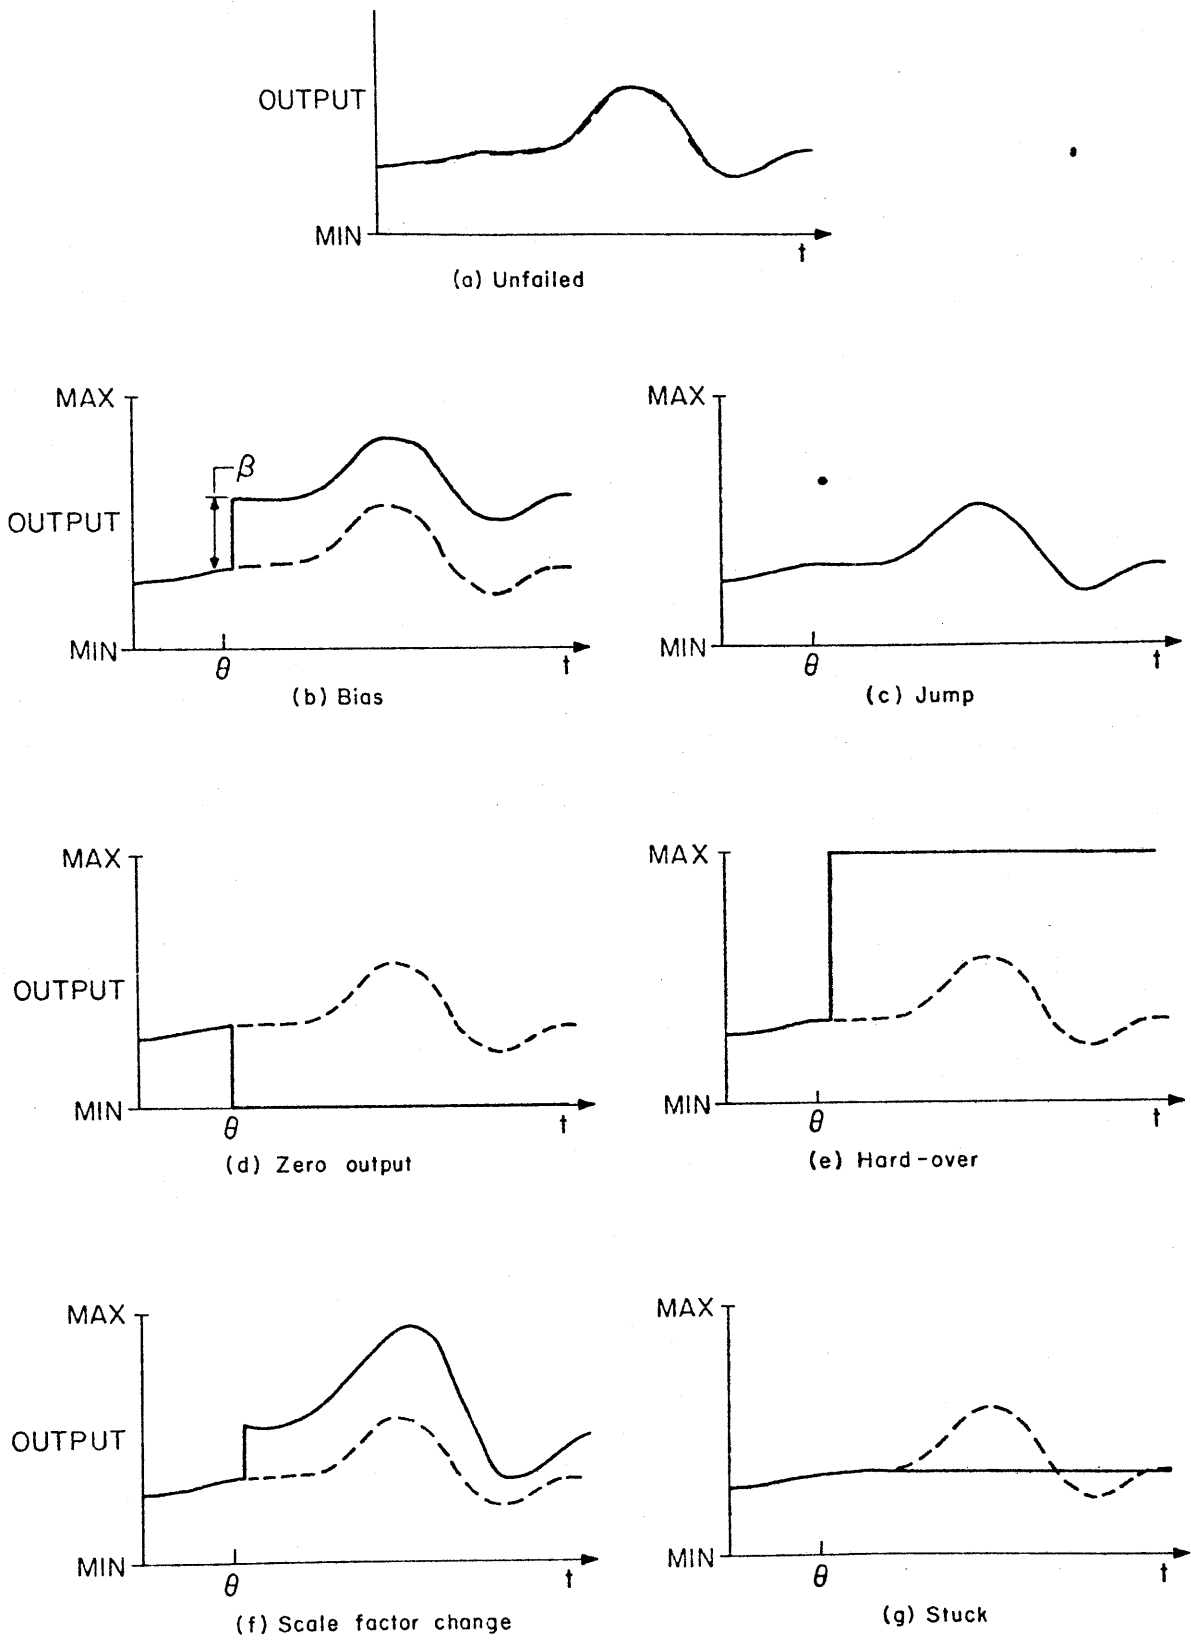 OUTPUT
MIN
t
(a) Unfailed
MAX
β
OUTPUT
MIN
θ
t
(b) Bias
MAX
MIN
θ
t
(c) Jump
MAX
OUTPUT
MIN
θ
t
(d) Zero output
MAX
MIN
θ
t
(e) Hard-over
MAX
OUTPUT
MIN
θ
t
(f) Scale factor change
MAX
MIN
θ
t
(g) Stuck